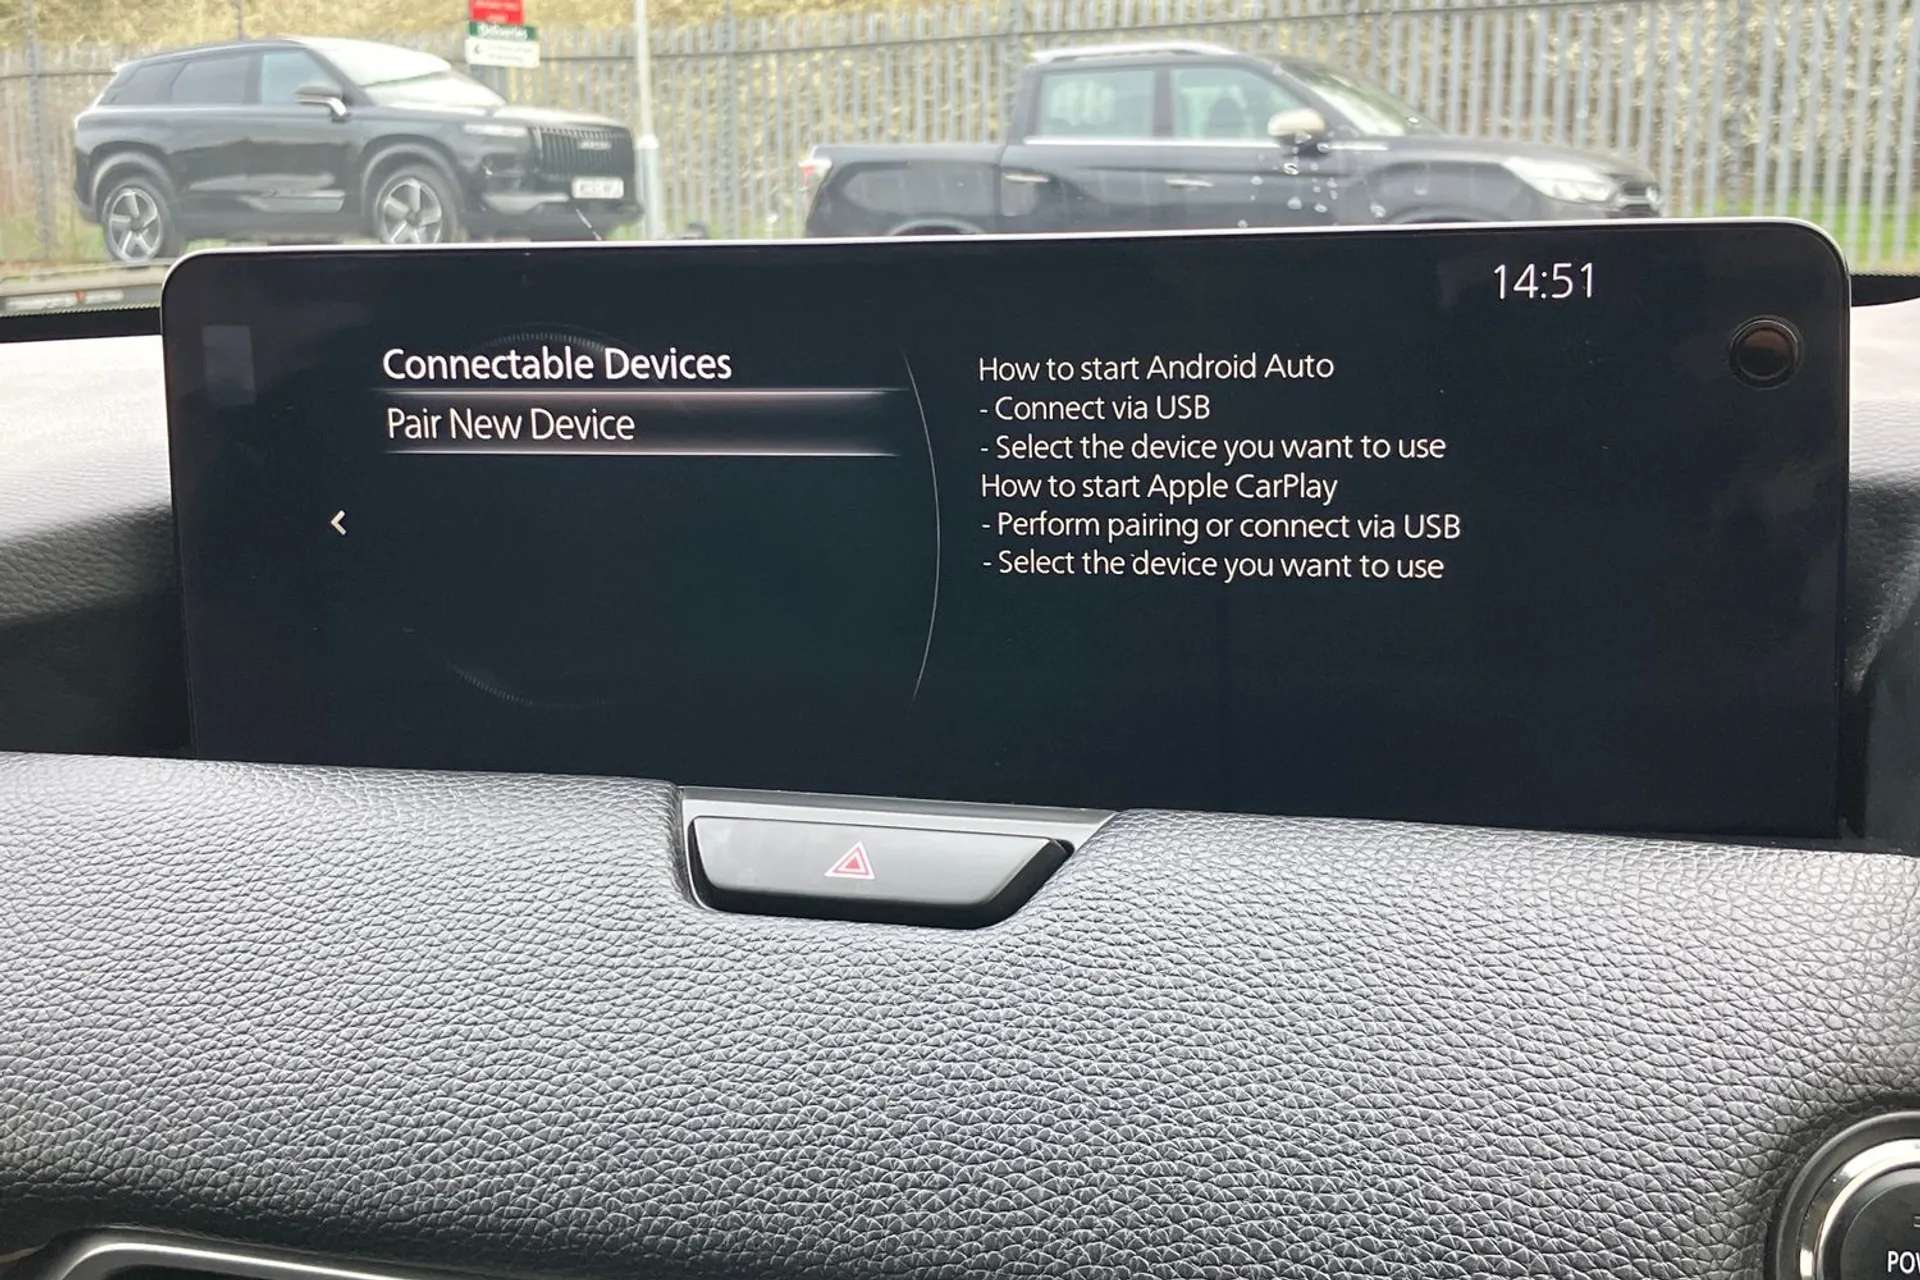 Deliveries
14:51
Connectable Devices
Pair New Device
How to start Android Auto
- Connect via USB
- Select the device you want to use
How to start Apple CarPlay
- Perform pairing or connect via USB
- Select the device you want to use